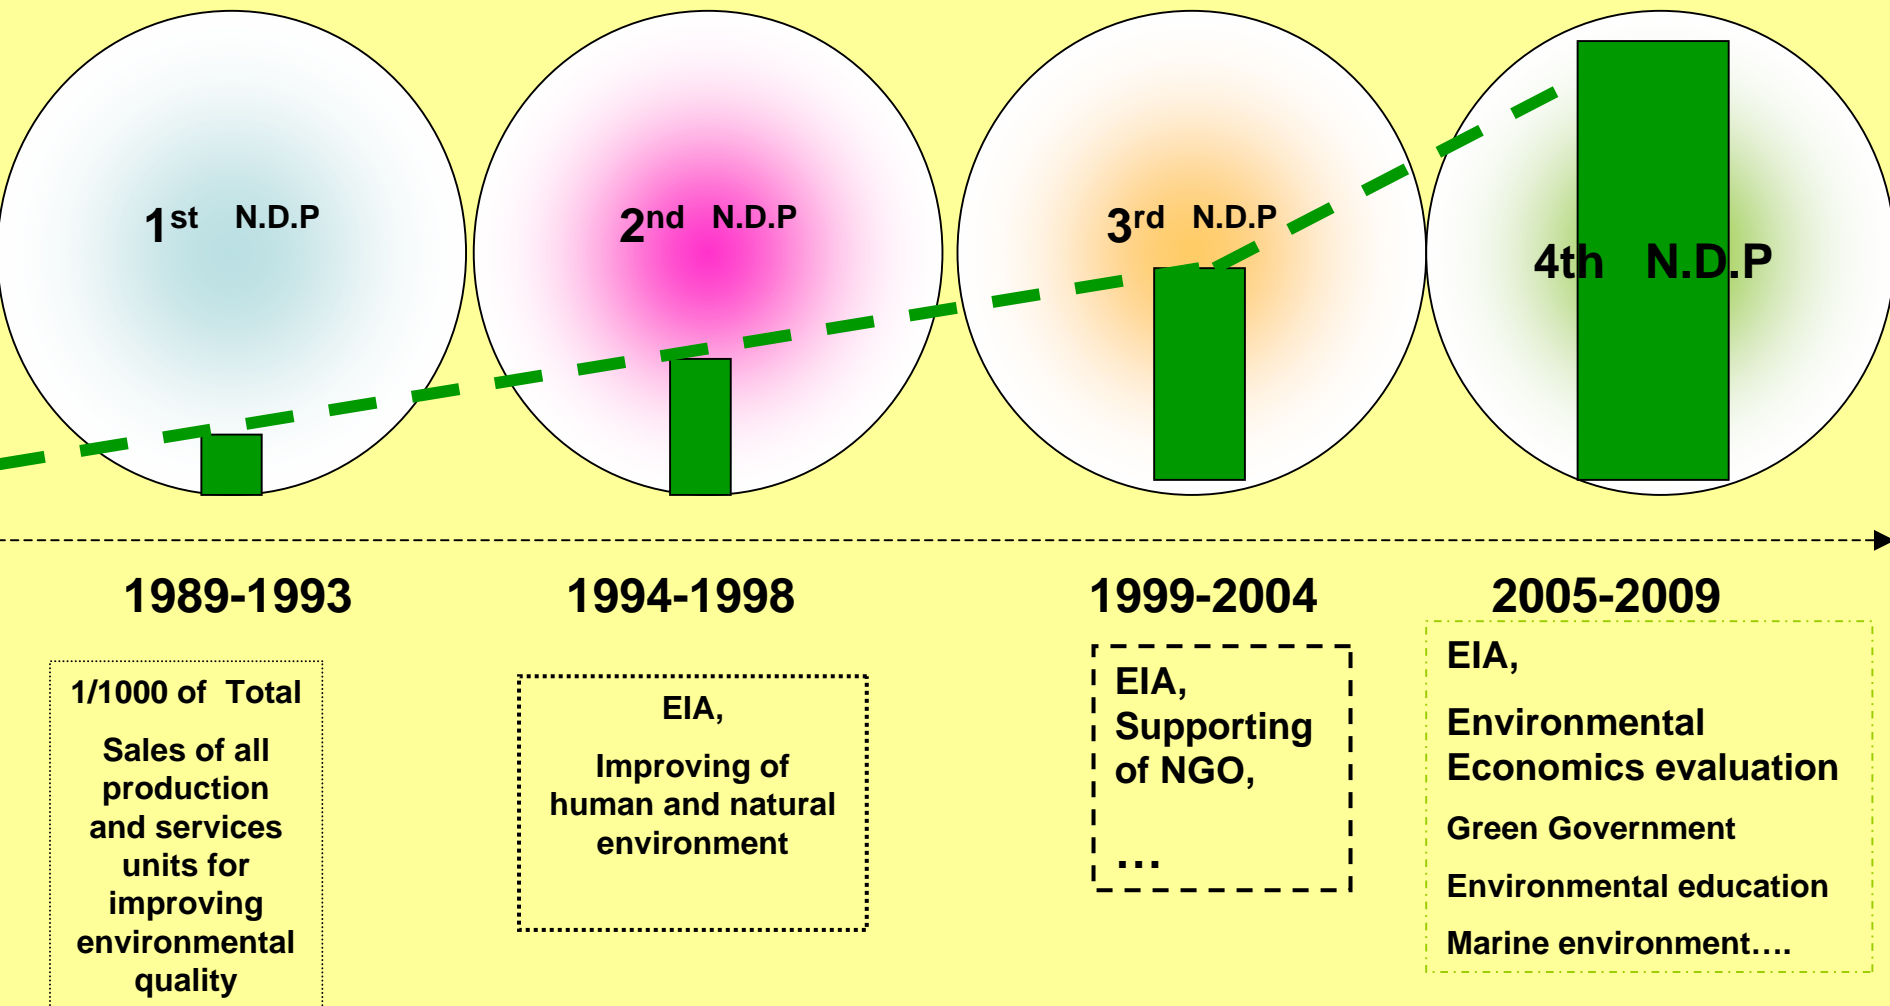 1st N.D.P
2nd N.D.P
3rd N.D.P
4th N.D.P
1989-1993
1994-1998
1999-2004
2005-2009
1/1000 of Total
Sales of all
production
and services
units for
improving
environmental
quality
EIA,
Improving of
human and natural
environment
EIA,
Supporting
of NGO,
…
EIA,
Environmental
Economics evaluation
Green Government
Environmental education
Marine environment….